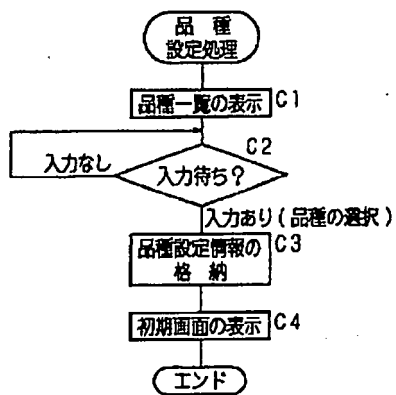 品種
設定処理
品種一覧の表示 C1
C2
入力なし
入力待ち?
入力あり(品種の選択)
品種設定情報の C3
格納
初期画面の表示 C4
エンド